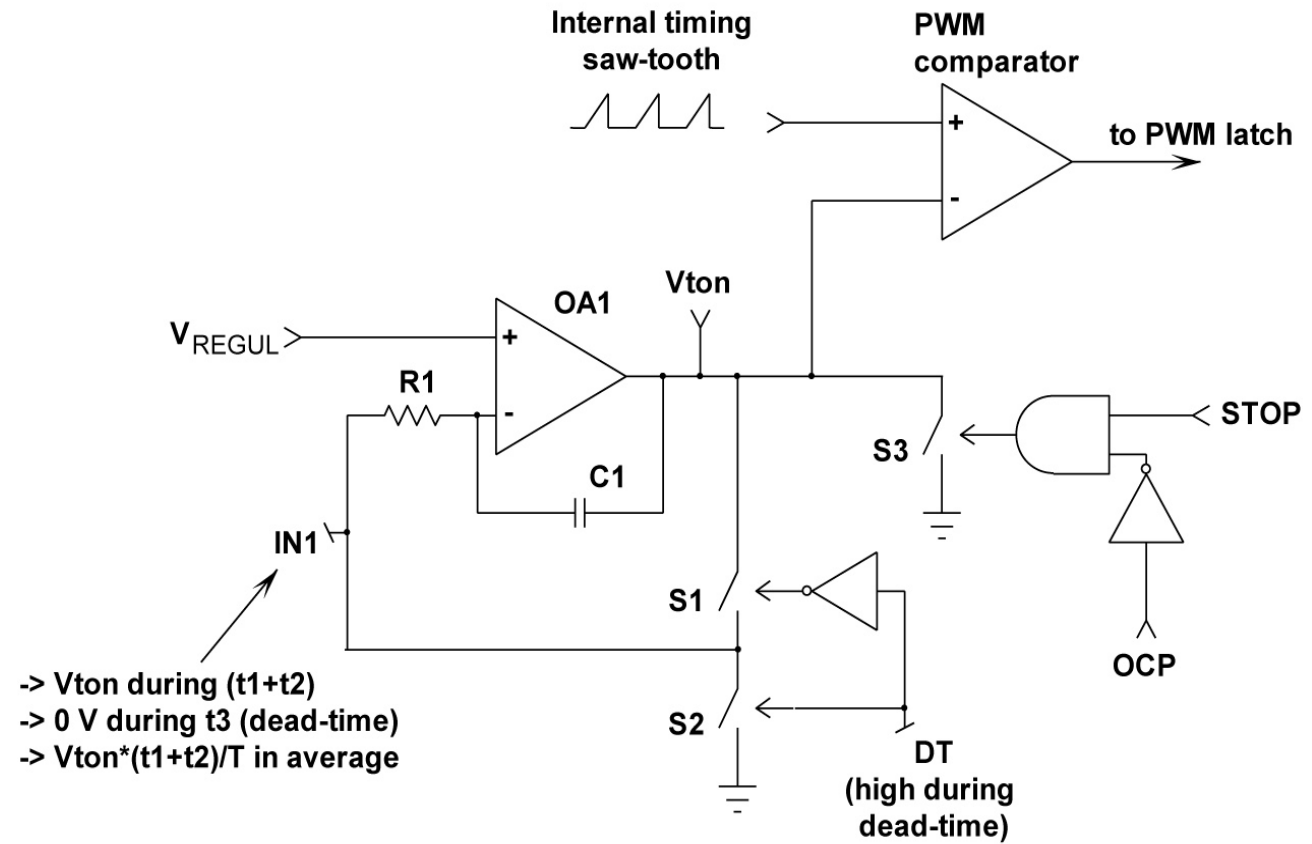 Internal timing
saw-tooth
PWM
comparator
+
-
to PWM latch
Vton
OA1
VREGUL
+
-
R1
C1
S3
STOP
IN1
S1
OCP
-> Vton during (t1+t2)
-> 0 V during t3 (dead-time)
-> Vton*(t1+t2)/T in average
S2
DT
(high during
dead-time)